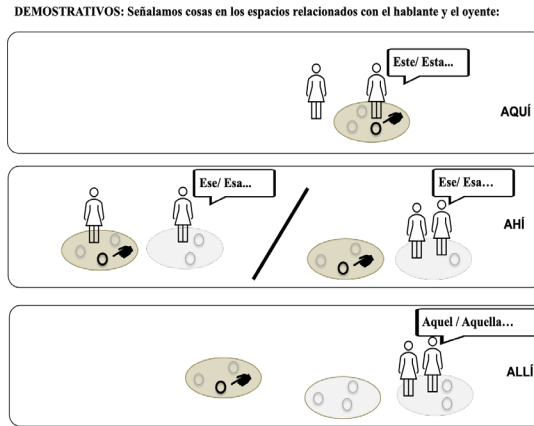 DEMOSTRATIVOS: Señalamos cosas en los espacios relacionados con el hablante y el oyente:
Este/ Esta...
AQUÍ
Ese/ Esa...
Ese/ Esa…
AHÍ
Aquel / Aquella…
ALLÍ